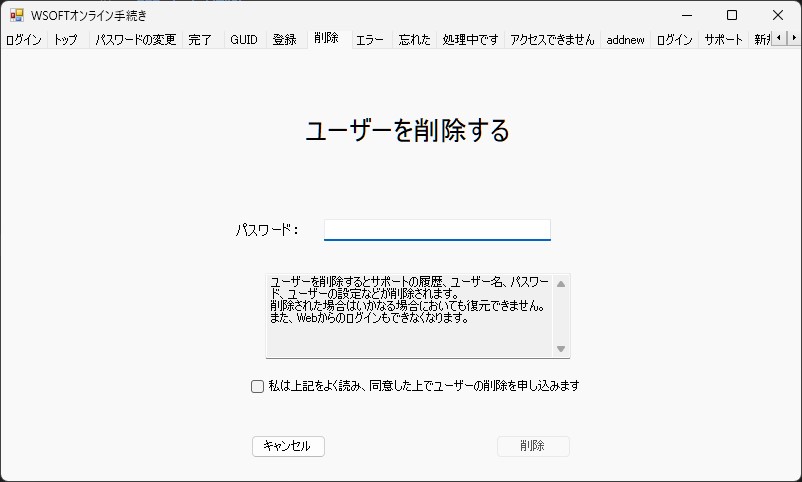 WSOFTオンライン手続き
ログイン トップ パスワードの変更 完了 GUID 登録 削除 エラー 忘れた 処理中です アクセスできません addnew ログイン サポート
ユーザーを削除する
パスワード：
ユーザーを削除するとサポートの履歴、ユーザー名、パスワー
ド、ユーザーの設定などが削除されます。
削除された場合はいかなる場合においても復元できません。
また、Webからのログインもできなくなります。
私は上記をよく読み、同意した上でユーザーの削除を申し込みます
キャンセル 削除